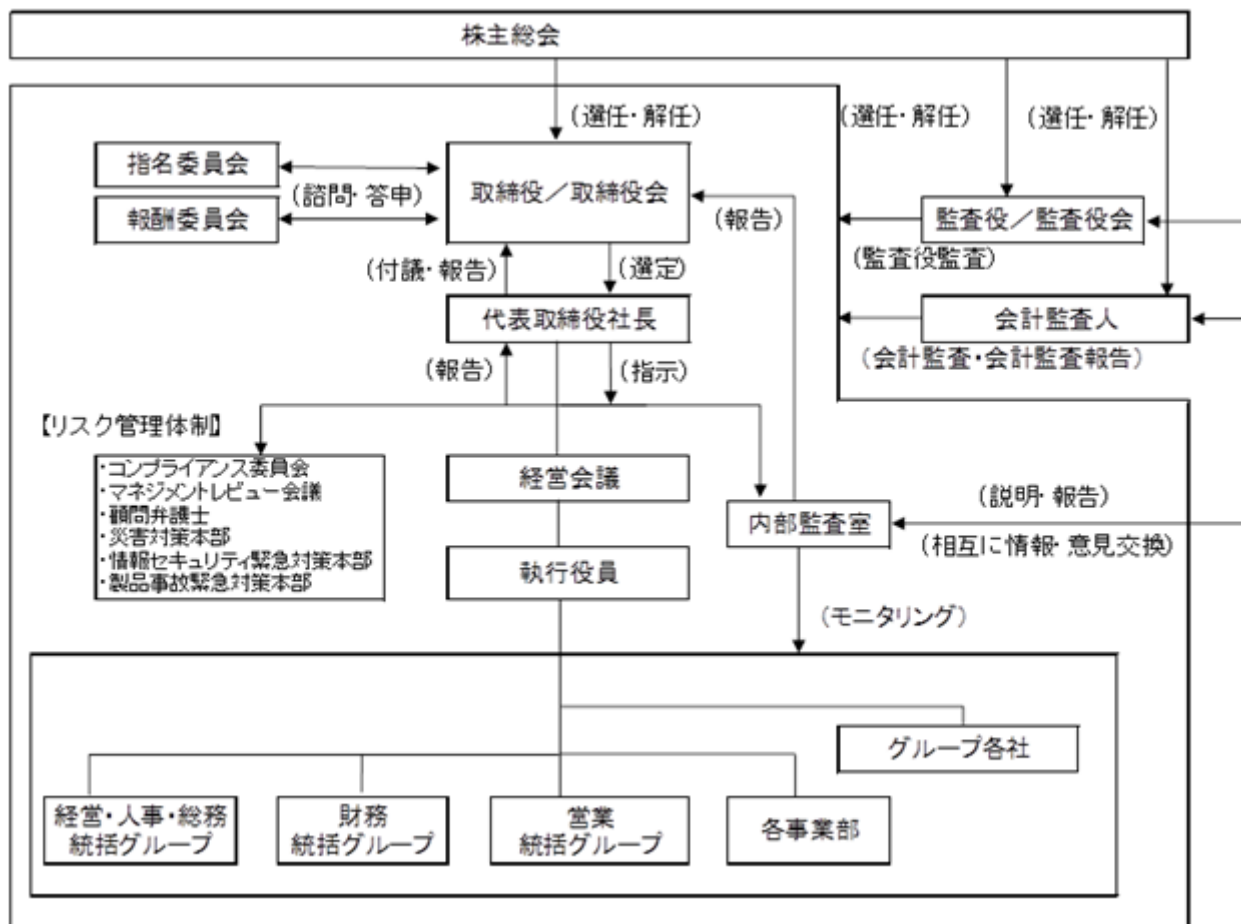 株主総会
(選任・解任)
(選任・解任)
(選任・解任)
指名委員会
(諮問・答申)
報酬委員会
取締役／取締役会
(報告)
監査役／監査役会
(監査役監査)
(付議・報告)
(選定)
代表取締役社長
会計監査人
(会計監査・会計監査報告)
(報告)
(指示)
【リスク管理体制】
・コンプライアンス委員会
・マネジメントレビュー会議
・顧問弁護士
・災害対策本部
・情報セキュリティ緊急対策本部
・製品事故緊急対策本部
経営会議
執行役員
内部監査室
(説明・報告)
(相互に情報・意見交換)
(モニタリング)
グループ各社
経営・人事・総務
統括グループ
財務
統括グループ
営業
統括グループ
各事業部